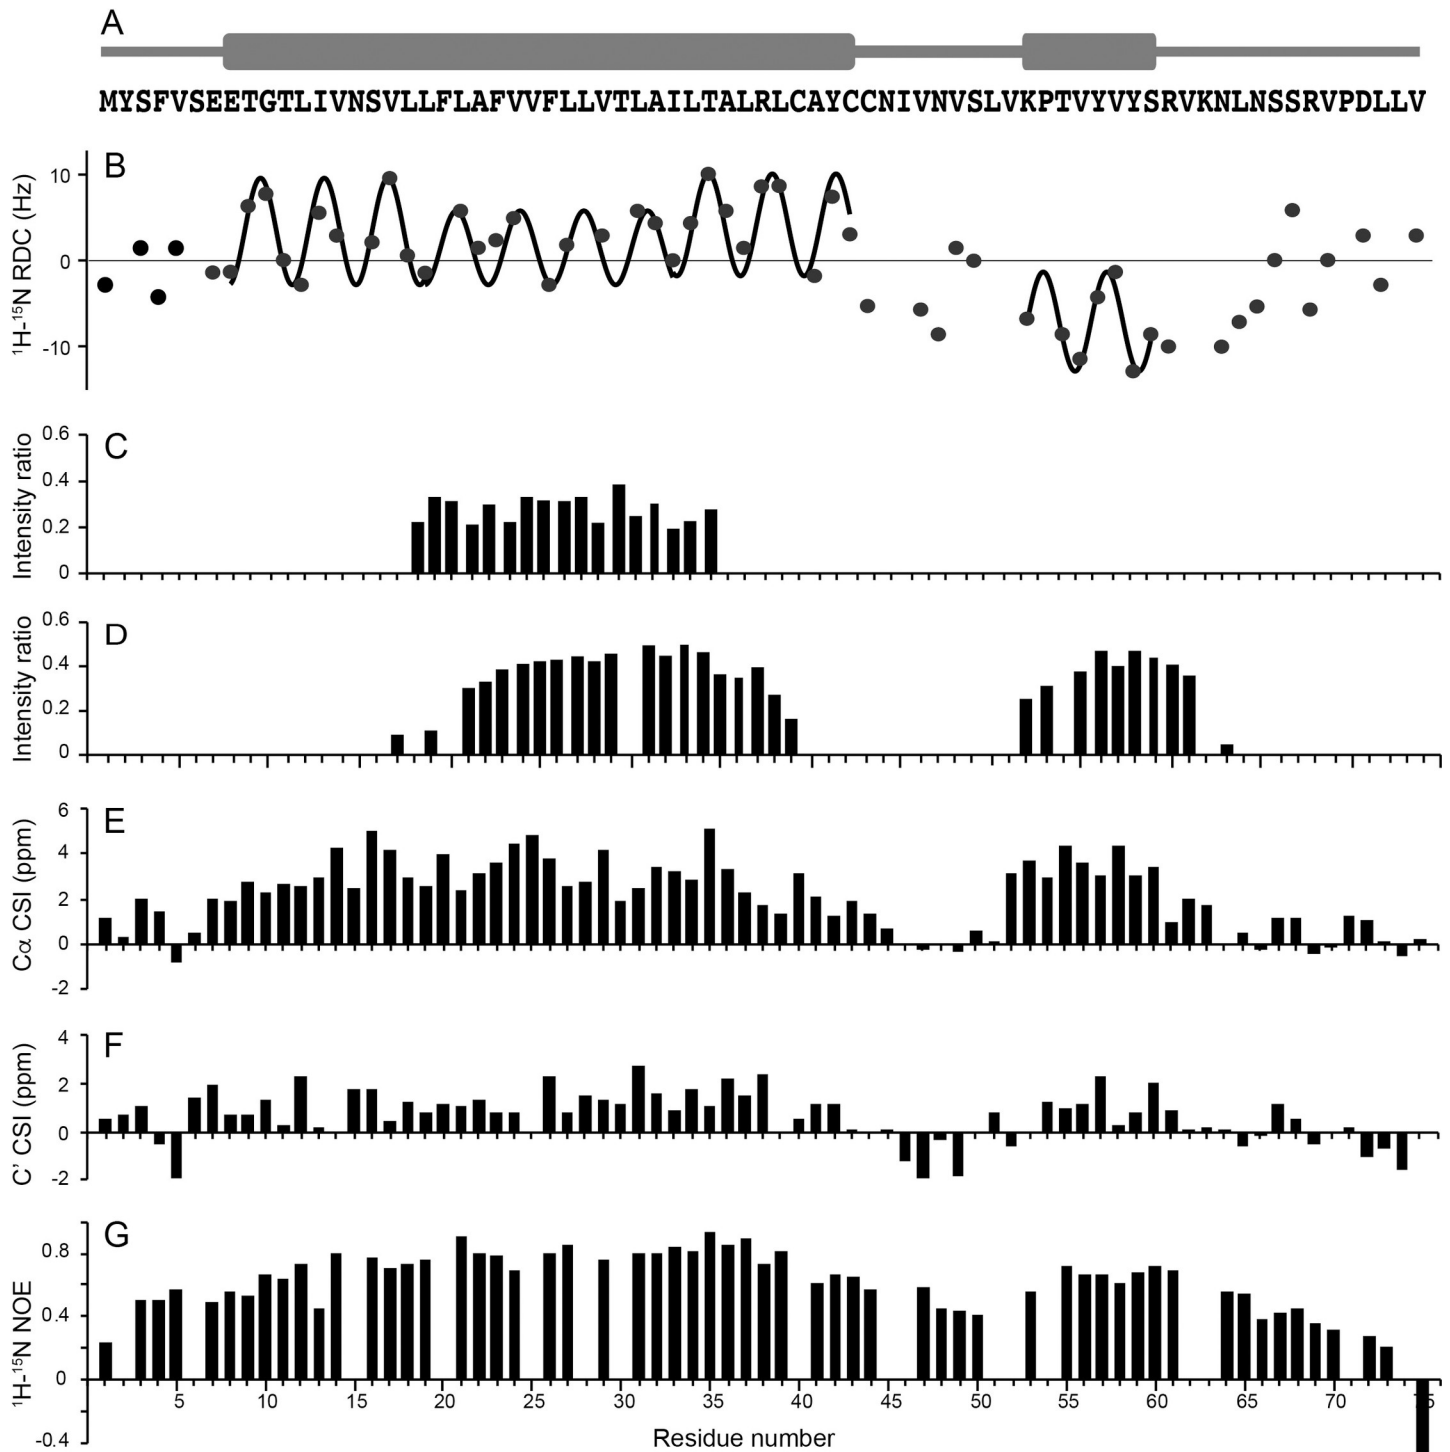 A
MYSFVSEETGTLIVNSVLLFLAFVVFLLVTLAILTALRLCAYCCNIVNVSLVKPTVYVYSRVKNLNSSRVPDLLV
B
¹H-¹⁵N RDC (Hz)
10
0
-10
C
Intensity ratio
0.6
0.4
0.2
0
D
Intensity ratio
0.6
0.4
0.2
0
E
Cα CSI (ppm)
6
4
2
0
-2
F
C’ CSI (ppm)
4
2
0
-2
G
¹H-¹⁵N NOE
0.8
0.4
0
-0.4
5 10 15 20 25 30 35 40 45 50 55 60 65 70 75
Residue number